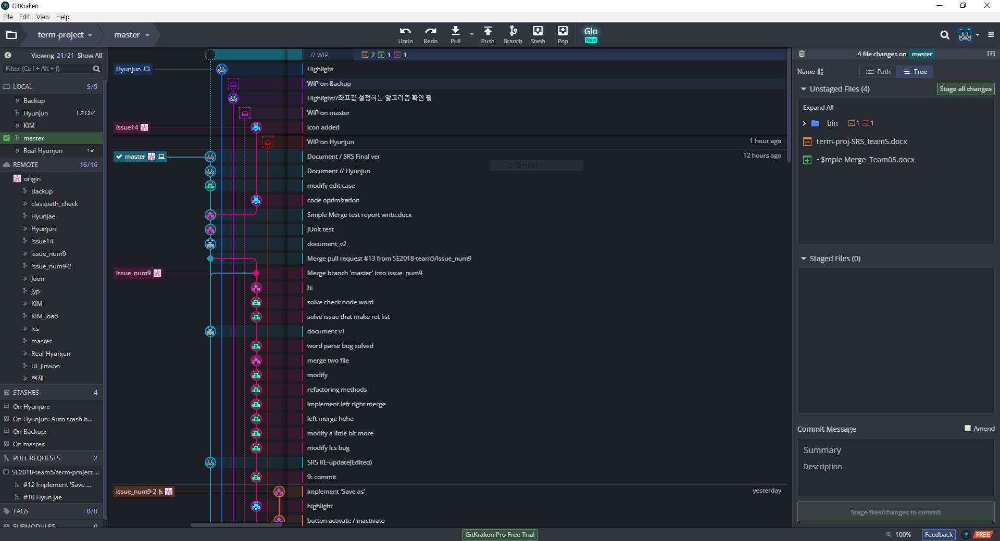 GitKraken
File Edit View Help
term-project
master
Undo
Redo
Pull
Push
Branch
Stash
Pop
Glo
New
Viewing 21/21 Show All
Filter (Ctrl + Alt + f)
LOCAL 5/5
Backup
Hyunjun 1↗12↙
KIM
master
Real-Hyunjun 1↙
REMOTE 16/16
origin
Backup
classpath_check
HyunJae
Hyunjun
issue14
issue_num9
issue_num9-2
Joon
jyp
KIM
KIM_load
lcs
master
Real-Hyunjun
UI_Jinwoo
현재
STASHES 4
On Hyunjun:
On Hyunjun: Auto stash b...
On Backup:
On master:
PULL REQUESTS 2
SE2018-team5/term-project ...
#12 Implement 'Save ...
#10 Hyun jae
TAGS 0/0
SUBMODULES 0
// WIP 2 1 1
Hyunjun Highlight
WIP on Backup
Highlight//좌표값 설정하는 알고리즘 확인 필
WIP on master
issue14 icon added
WIP on Hyunjun 1 hour ago
master Document / SRS Final ver 12 hours ago
창 캡처(W)
Document // Hyunjun
modify edit case
code optimization
Simple Merge test report write.docx
JUnit test
document_v2
Merge pull request #13 from SE2018-team5/issue_num9
issue_num9 Merge branch 'master' into issue_num9
hi
solve check node word
solve issue that make ret list
document v1
word parse bug solved
merge two file
modify
refactoring methods
implement left right merge
left merge hehe
modify a little bit more
modify lcs bug
SRS RE-update(Edited)
9: commit
issue_num9-2 implement 'Save as' yesterday
highlight
button activate / inactivate
4 file changes on master
Name
Path
Tree
Unstaged Files (4)
Stage all changes
Expand All
bin 1 1
term-proj-SRS_team5.docx
~$mple Merge_Team05.docx
Staged Files (0)
Commit Message
Amend
Summary
Description
Stage files/changes to commit
GitKraken Pro Free Trial
100%
Feedback
FREE